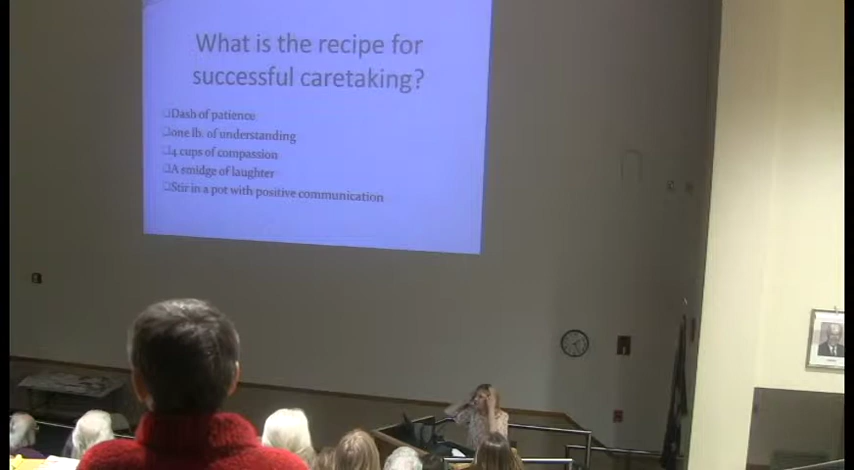 What is the recipe for
successful caretaking?
Dash of patience
one lb. of understanding
4 cups of compassion
A smidge of laughter
Stir in a pot with positive communication